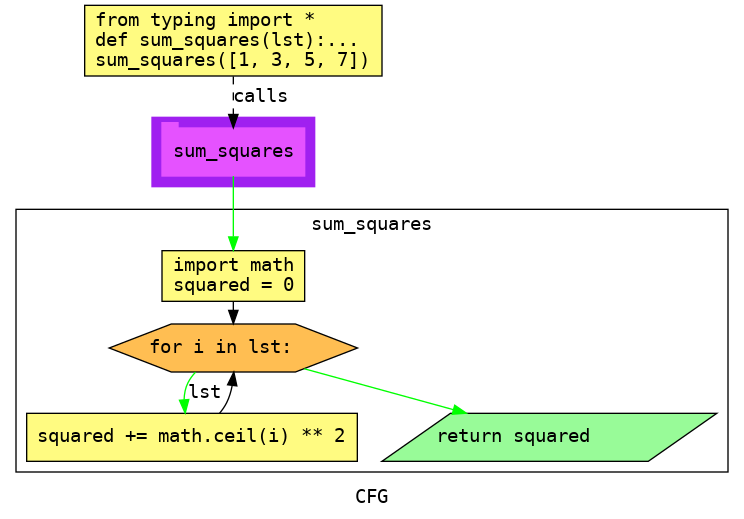 from typing import *
def sum_squares(lst):...
sum_squares([1, 3, 5, 7])
calls
sum_squares
sum_squares
import math
squared = 0
for i in lst:
lst
squared += math.ceil(i) ** 2
return squared
CFG